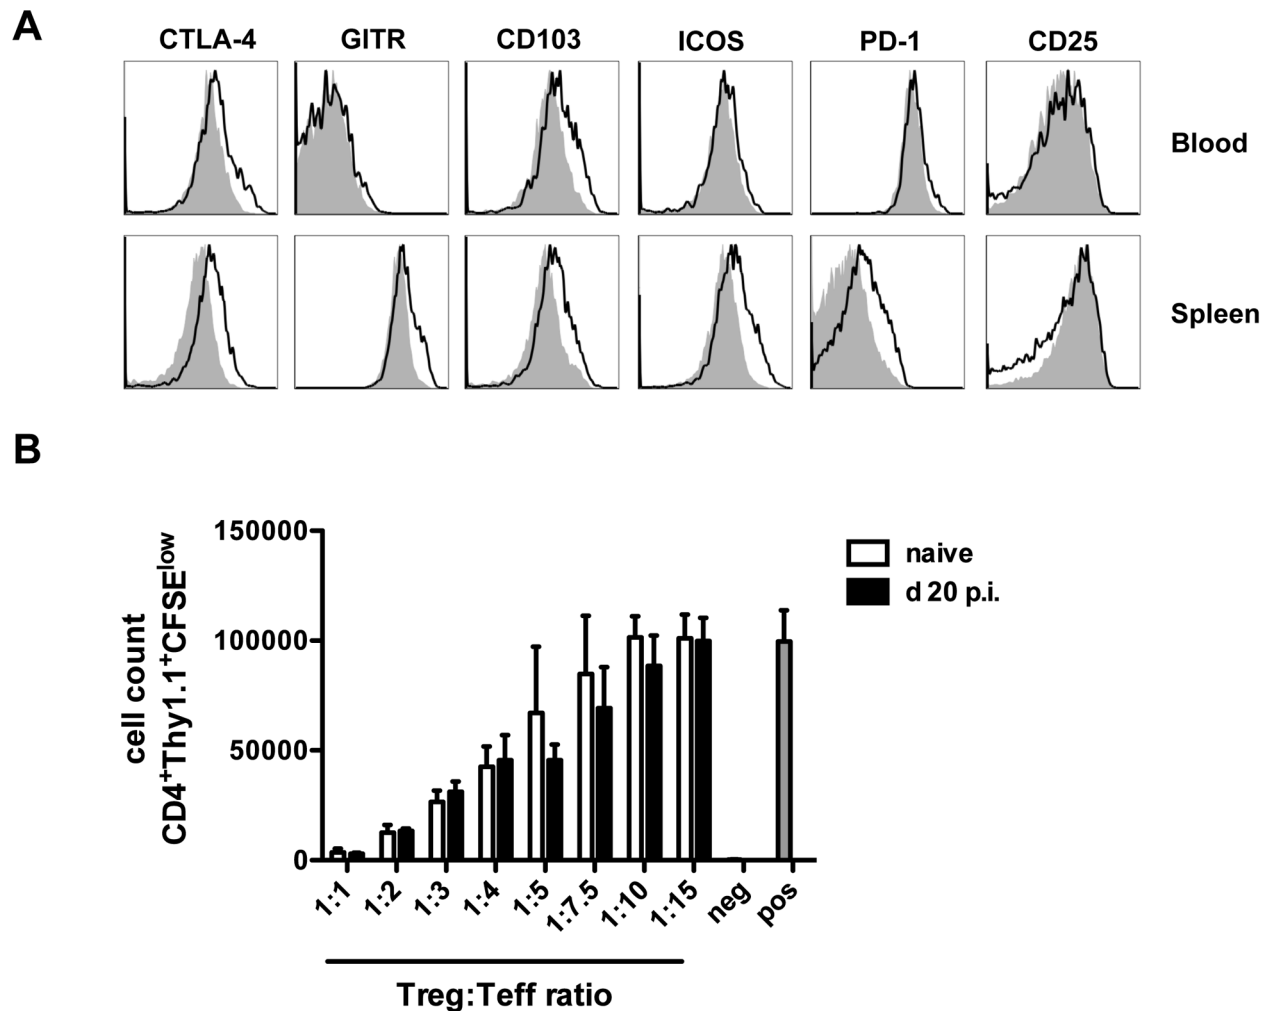 A
CTLA-4 GITR CD103 ICOS PD-1 CD25
Blood
Spleen
B
cell count
CD4⁺Thy1.1⁺CFSEˡᵒʷ
150000
100000
50000
0
naive
d 20 p.i.
1:1 1:2 1:3 1:4 1:5 1:7.5 1:10 1:15 neg pos
Treg:Teff ratio